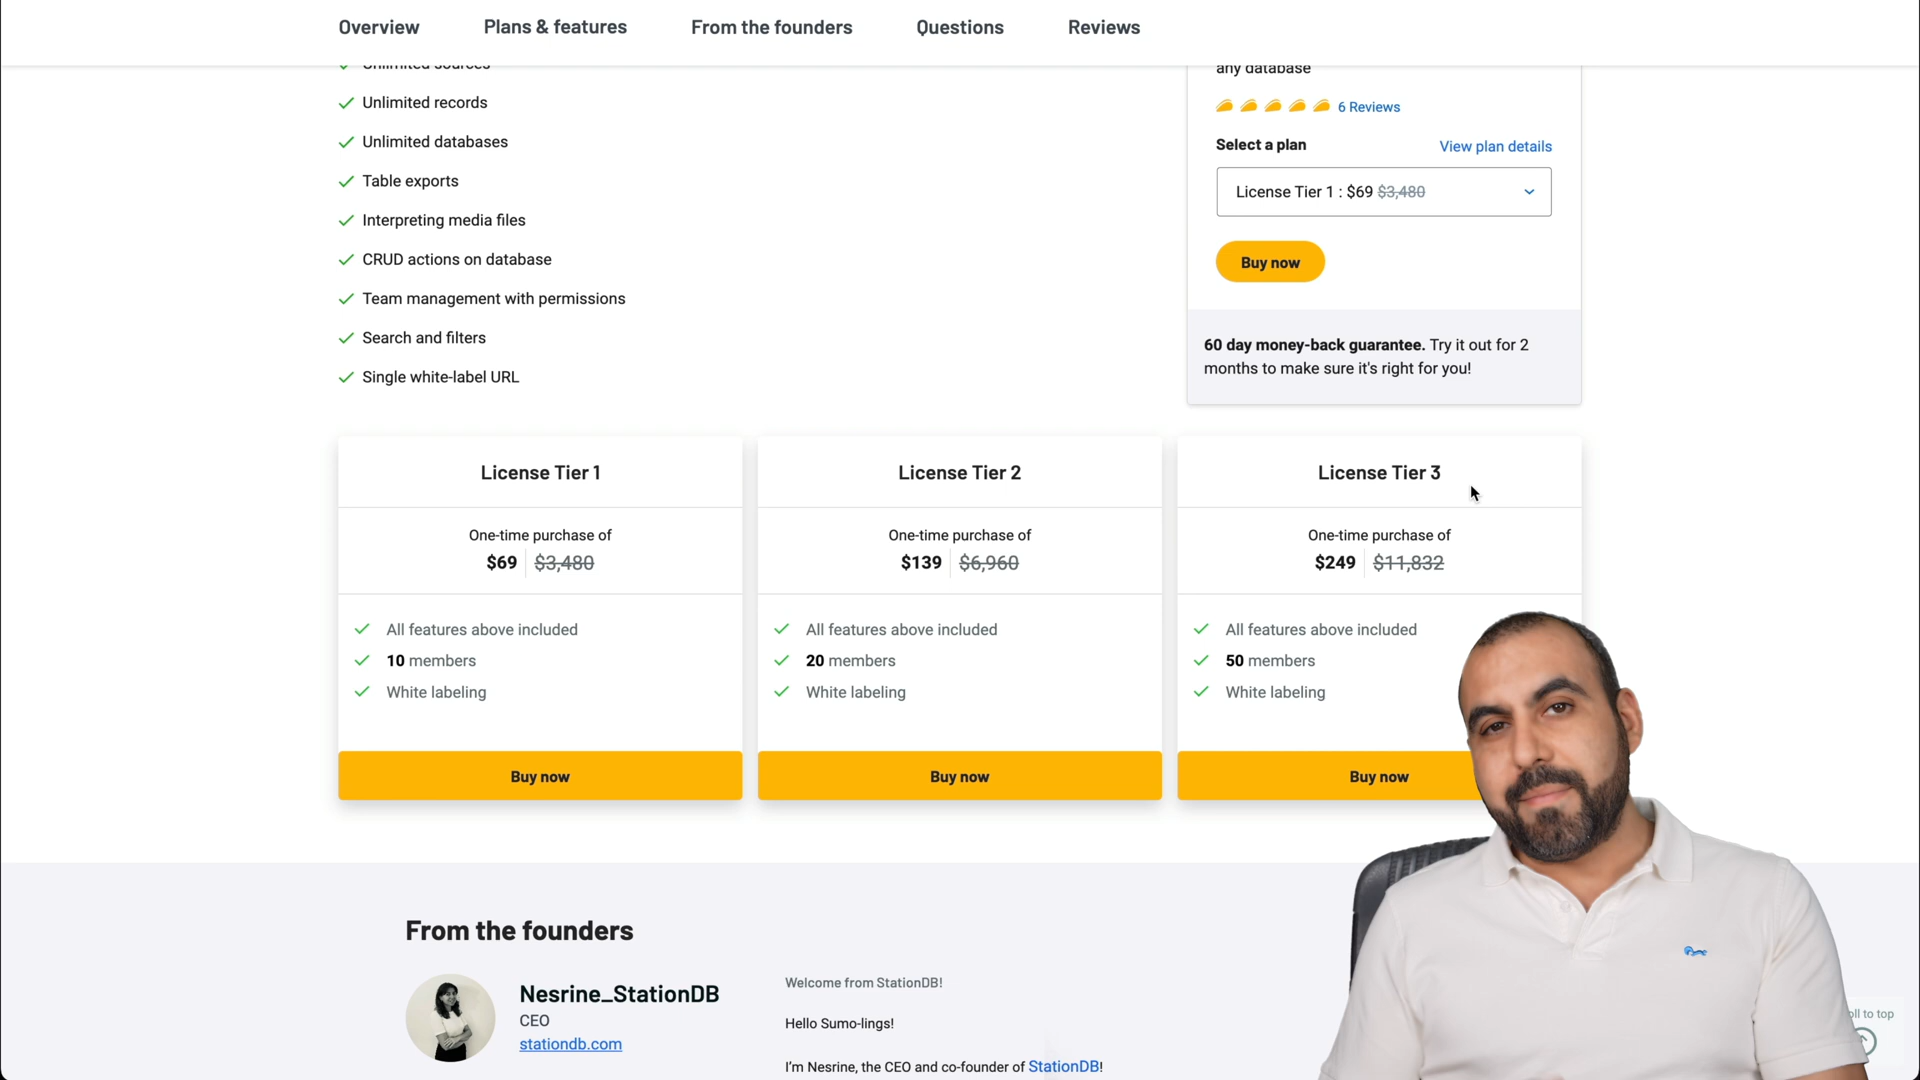 Overview
Plans & features
From the founders
Questions
Reviews
Unlimited sources
Unlimited records
Unlimited databases
Table exports
Interpreting media files
CRUD actions on database
Team management with permissions
Search and filters
Single white-label URL
any database
6 Reviews
Select a plan
View plan details
License Tier 1 : $69 $3,480
Buy now
60 day money-back guarantee. Try it out for 2
months to make sure it's right for you!
License Tier 1
One-time purchase of
$69 $3,480
All features above included
10 members
White labeling
Buy now
License Tier 2
One-time purchase of
$139 $6,960
All features above included
20 members
White labeling
Buy now
License Tier 3
One-time purchase of
$249 $11,832
All features above included
50 members
White labeling
Buy now
From the founders
Nesrine_StationDB
CEO
stationdb.com
Welcome from StationDB!
Hello Sumo-lings!
I'm Nesrine, the CEO and co-founder of StationDB!
to top